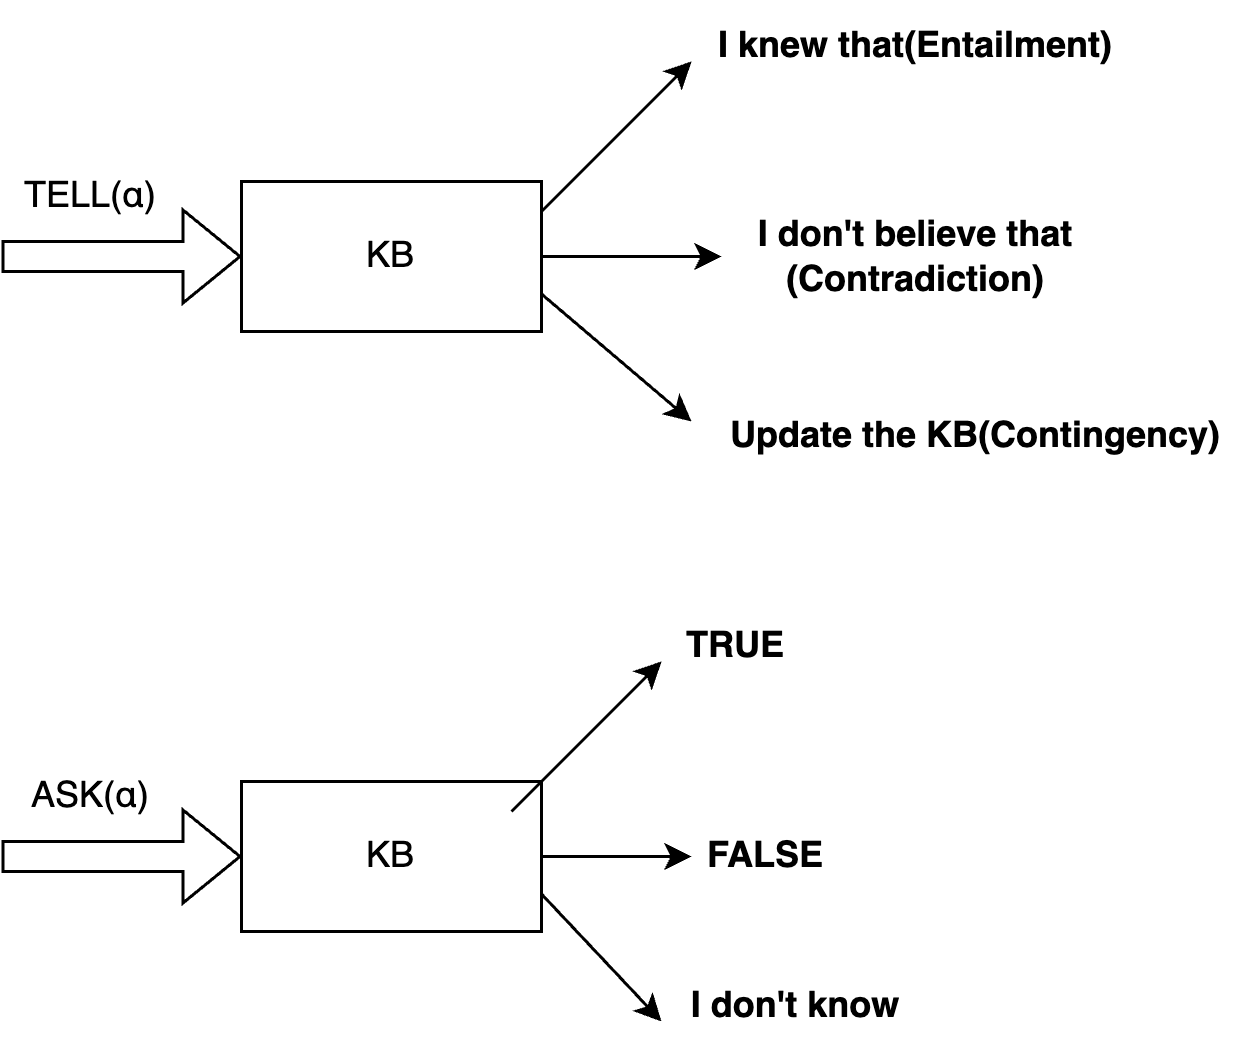 I knew that(Entailment)
TELL(α)
KB
I don't believe that
(Contradiction)
Update the KB(Contingency)
TRUE
ASK(α)
KB
FALSE
I don't know